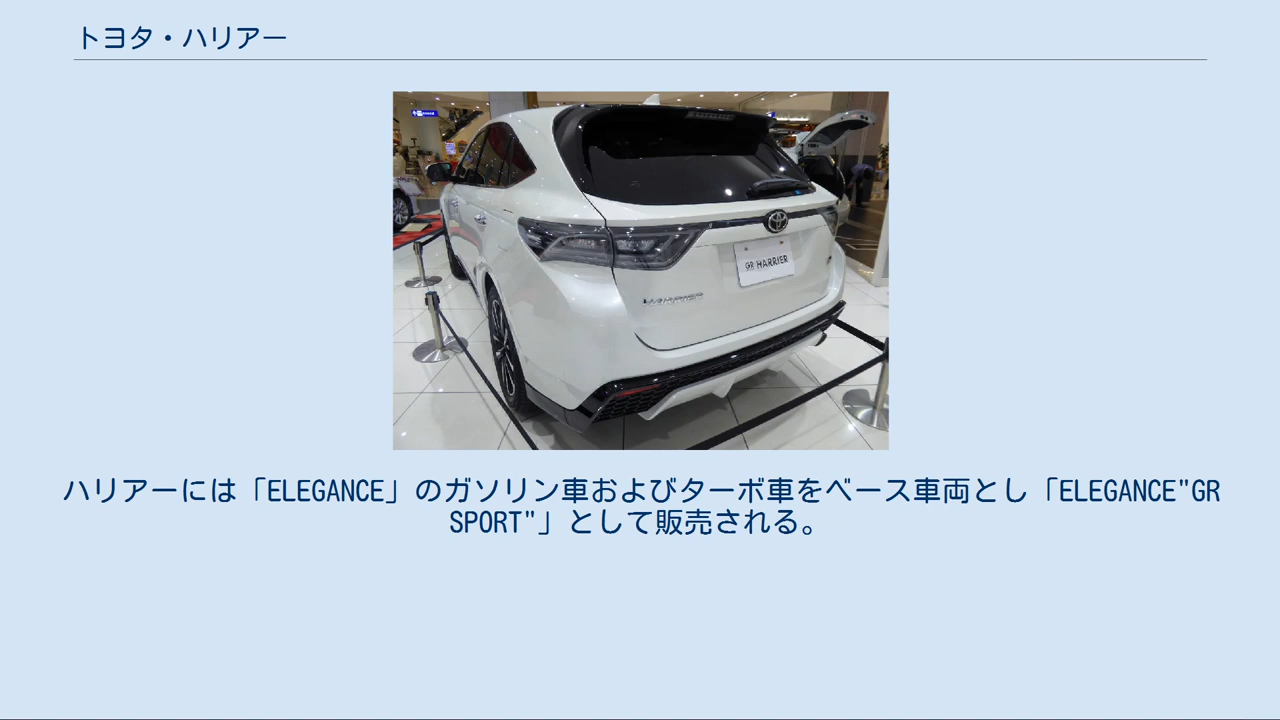 トヨタ・ハリアー
GR HARRIER
HARRIER
ハリアーには「ELEGANCE」のガソリン車およびターボ車をベース車両とし「ELEGANCE"GR
SPORT"」として販売される。